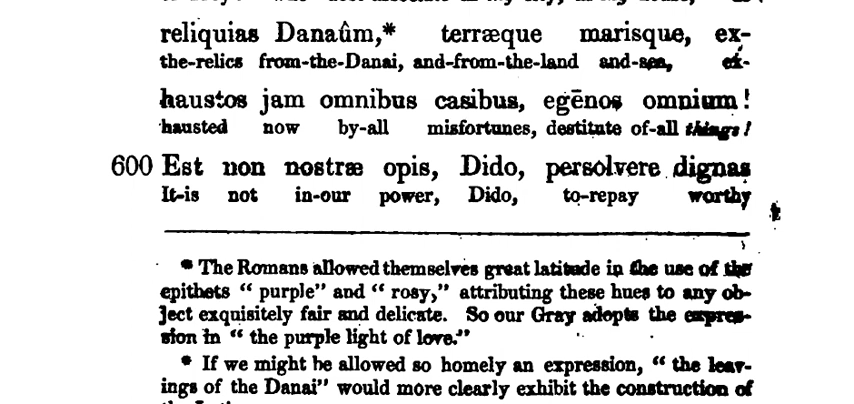 reliquias Danaûm,* terræque marisque, ex-
the-relics from-the-Danai, and-from-the-land and-sea, ex-
haustos jam omnibus casibus, egēnos omnium!
hausted now by-all misfortunes, destitute of-all things!
600 Est non nostræ opis, Dido, persolvere dignas
It-is not in-our power, Dido, to-repay worthy
* The Romans allowed themselves great latitude in the use of the
epithets “ purple” and “ rosy,” attributing these hues to any ob-
ject exquisitely fair and delicate. So our Gray adopts the expres-
sion in “ the purple light of love.”
* If we might be allowed so homely an expression, “ the leav-
ings of the Danai” would more clearly exhibit the construction of